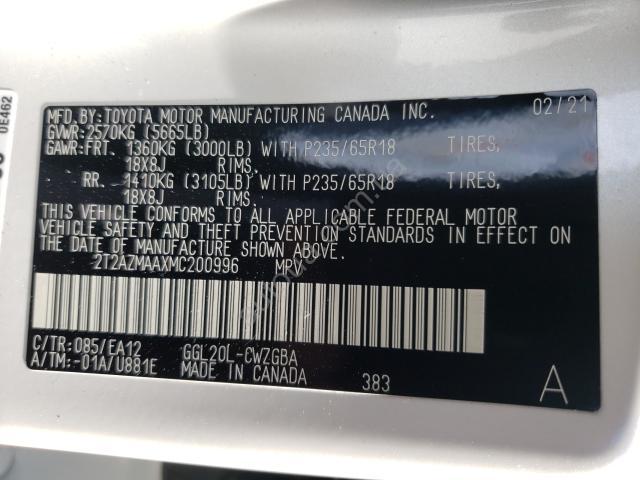 0E462
MFD.BY: TOYOTA MOTOR MANUFACTURING CANADA INC. 02/21
GVWR: 2570KG (5665LB)
GAWR: FRT. 1360KG (3000LB) WITH P235/65R18 TIRES,
18X8J RIMS,
RR. 1410KG (3105LB) WITH P235/65R18 TIRES,
18X8J RIMS.
THIS VEHICLE CONFORMS TO ALL APPLICABLE FEDERAL MOTOR
VEHICLE SAFETY AND THEFT PREVENTION STANDARDS IN EFFECT ON
THE DATE OF MANUFACTURE SHOWN ABOVE.
2T2AZMAAXMC200996 MPV
C/TR: 085/EA12 GGL20L-CWZGBA
A/TM: -01A/U881E MADE IN CANADA 383 A